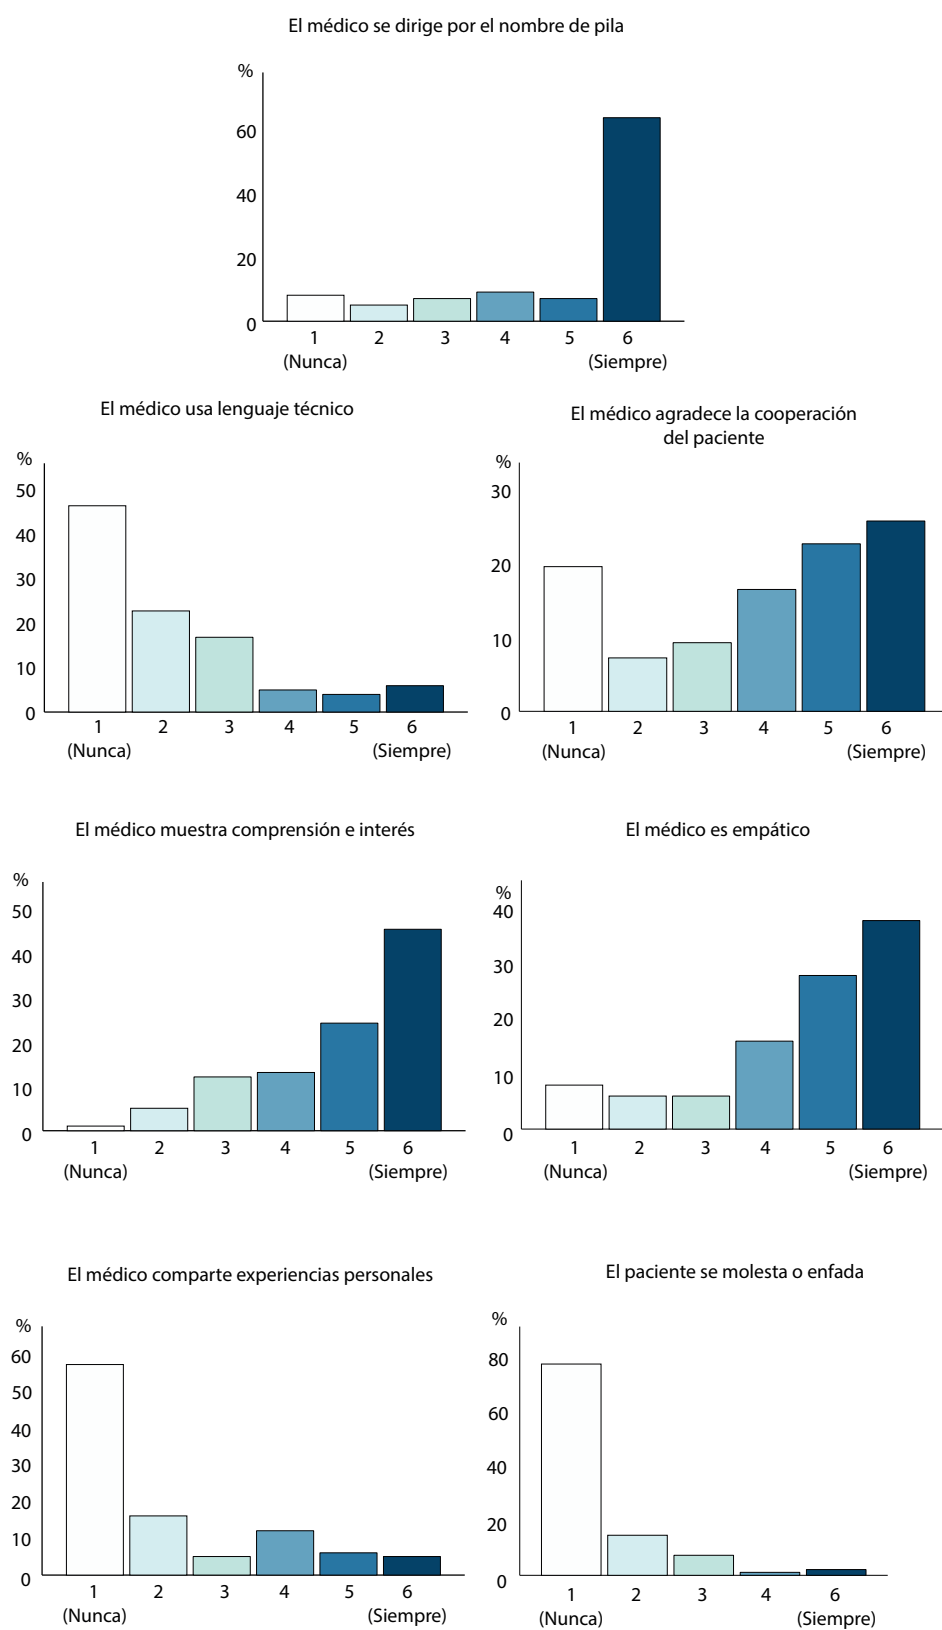 El médico se dirige por el nombre de pila
%
60
40
20
0
1 2 3 4 5 6
(Nunca) (Siempre)
El médico usa lenguaje técnico
%
50
40
30
20
10
0
1 2 3 4 5 6
(Nunca) (Siempre)
El médico agradece la cooperación
del paciente
%
30
20
10
0
1 2 3 4 5 6
(Nunca) (Siempre)
El médico muestra comprensión e interés
%
50
40
30
20
10
0
1 2 3 4 5 6
(Nunca) (Siempre)
El médico es empático
%
40
30
20
10
0
1 2 3 4 5 6
(Nunca) (Siempre)
El médico comparte experiencias personales
%
60
50
40
30
20
10
0
1 2 3 4 5 6
(Nunca) (Siempre)
El paciente se molesta o enfada
%
80
60
40
20
0
1 2 3 4 6
(Nunca) (Siempre)